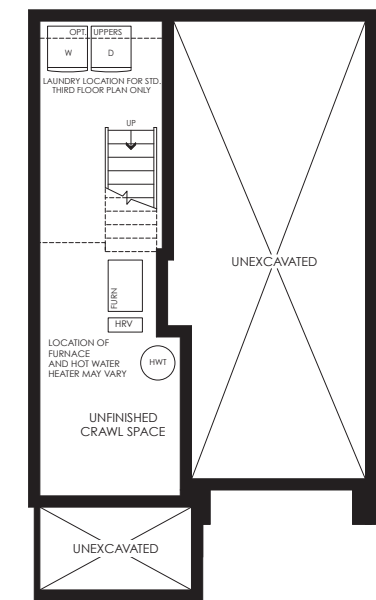 OPT. UPPERS
W D
LAUNDRY LOCATION FOR STD.
THIRD FLOOR PLAN ONLY
UP
UNEXCAVATED
FURN
HRV
LOCATION OF
FURNACE
AND HOT WATER
HEATER MAY VARY
HWT
UNFINISHED
CRAWL SPACE
UNEXCAVATED